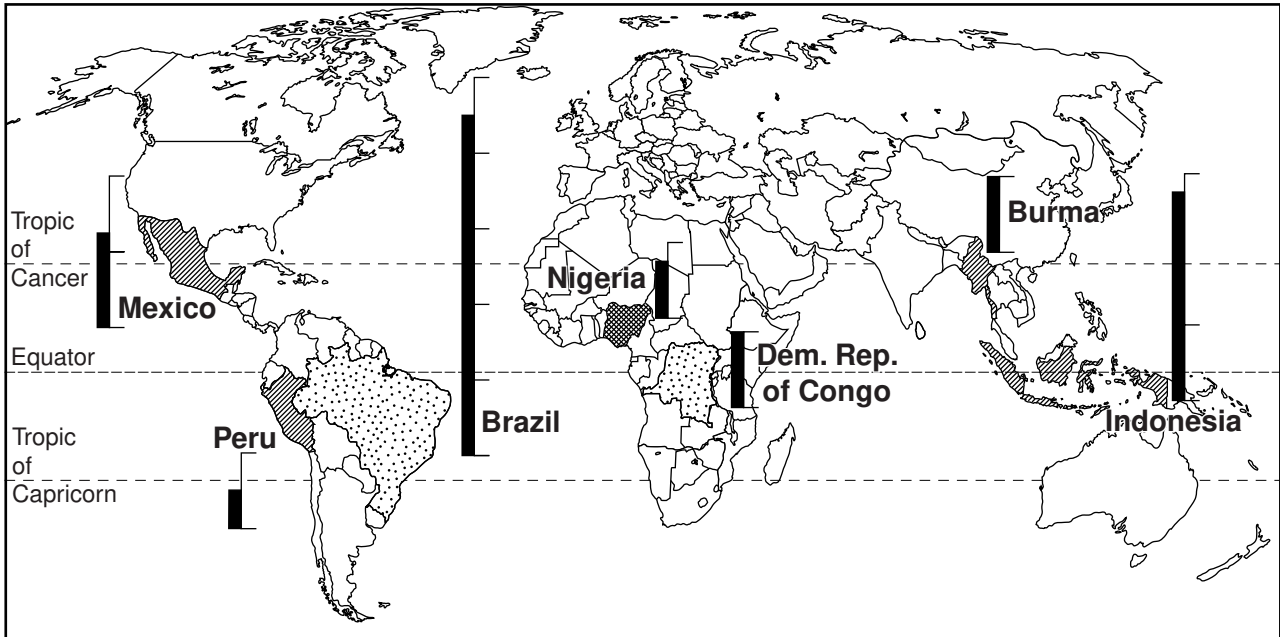 Tropic
of
Cancer
Mexico
Equator
Peru
Tropic
of
Capricorn
Brazil
Nigeria
Dem. Rep.
of Congo
Burma
Indonesia